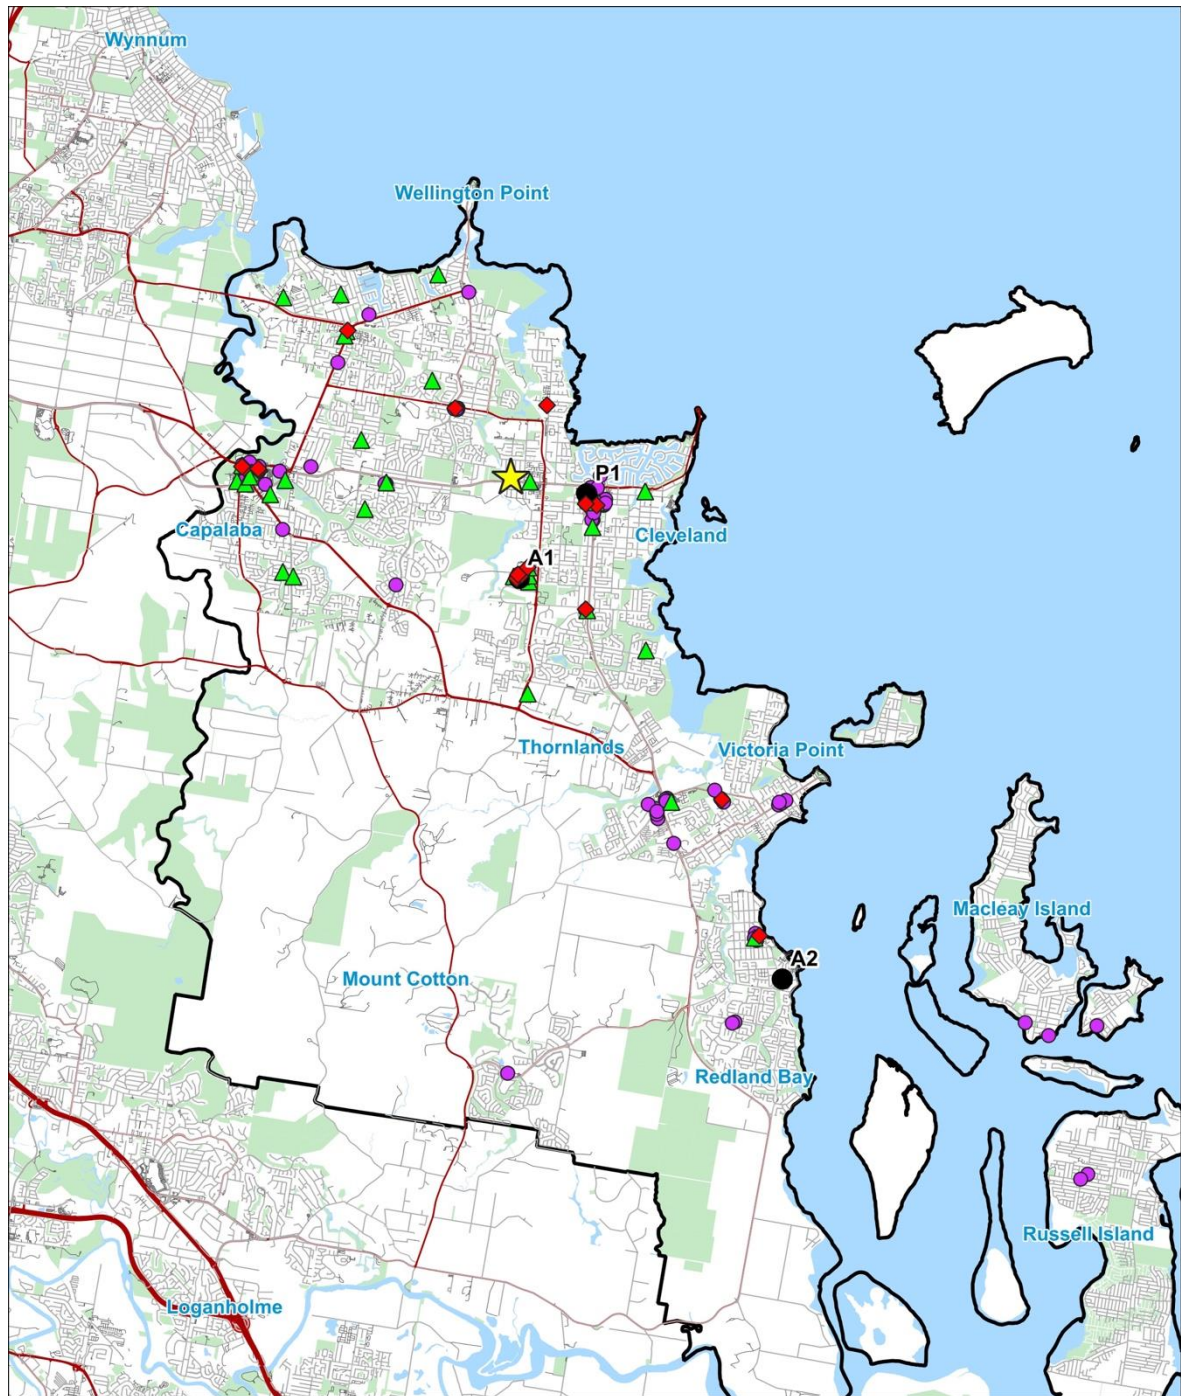 Wynnum
Wellington Point
P1
Capalaba
Cleveland
A1
Thornlands
Victoria Point
Macleay Island
A2
Mount Cotton
Redland Bay
Russell Island
Loganholme